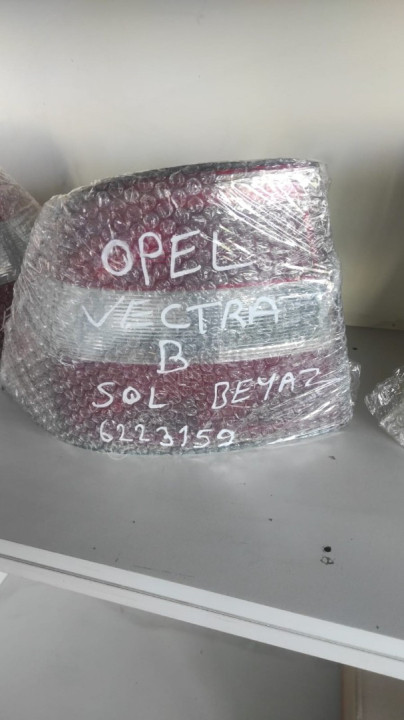 OPEL
VECTRA
B
SOL BEYAZ
6223159